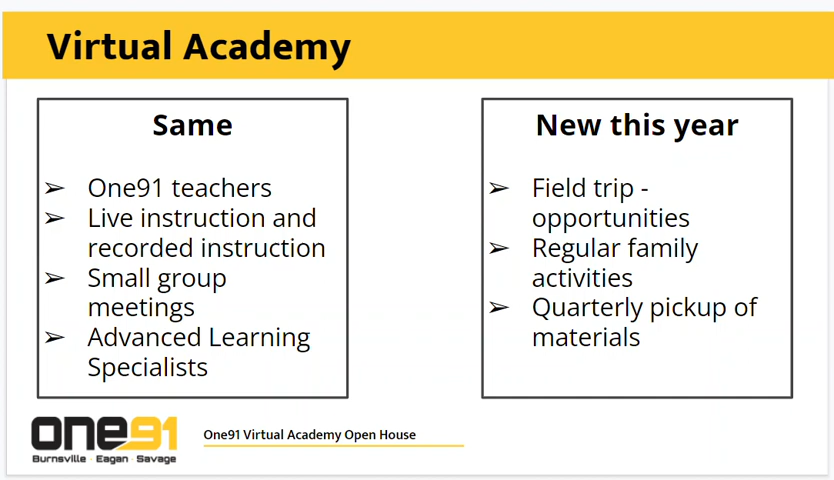 Virtual Academy
Same
➢ One91 teachers
➢ Live instruction and
recorded instruction
➢ Small group
meetings
➢ Advanced Learning
Specialists
New this year
➢ Field trip -
opportunities
➢ Regular family
activities
➢ Quarterly pickup of
materials
one91
Burnsville · Eagan · Savage
One91 Virtual Academy Open House